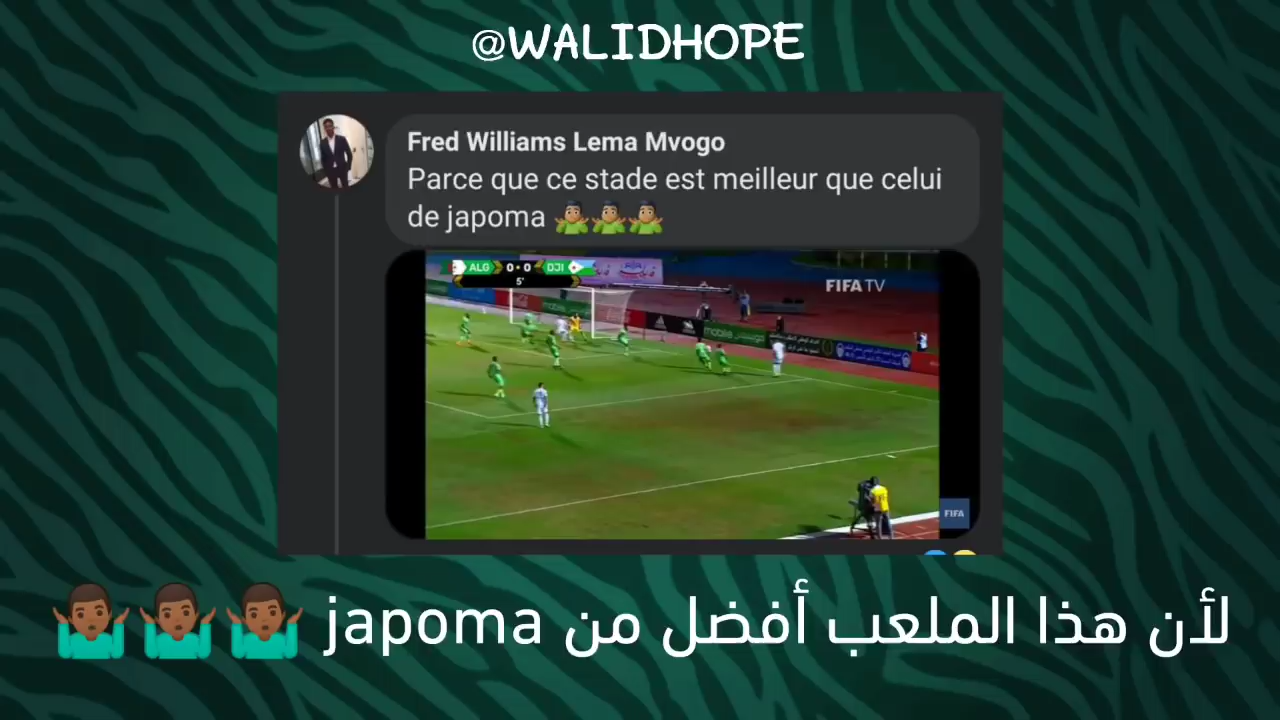 @WALIDHOPE
Fred Williams Lema Mvogo
Parce que ce stade est meilleur que celui
de japoma 🤷🤷🤷
ALG 0 • 0 DJI
5'
FIFA TV
FIFA
لأن هذا الملعب أفضل من japoma 🤷🏾‍♂️🤷🏾‍♂️🤷🏾‍♂️